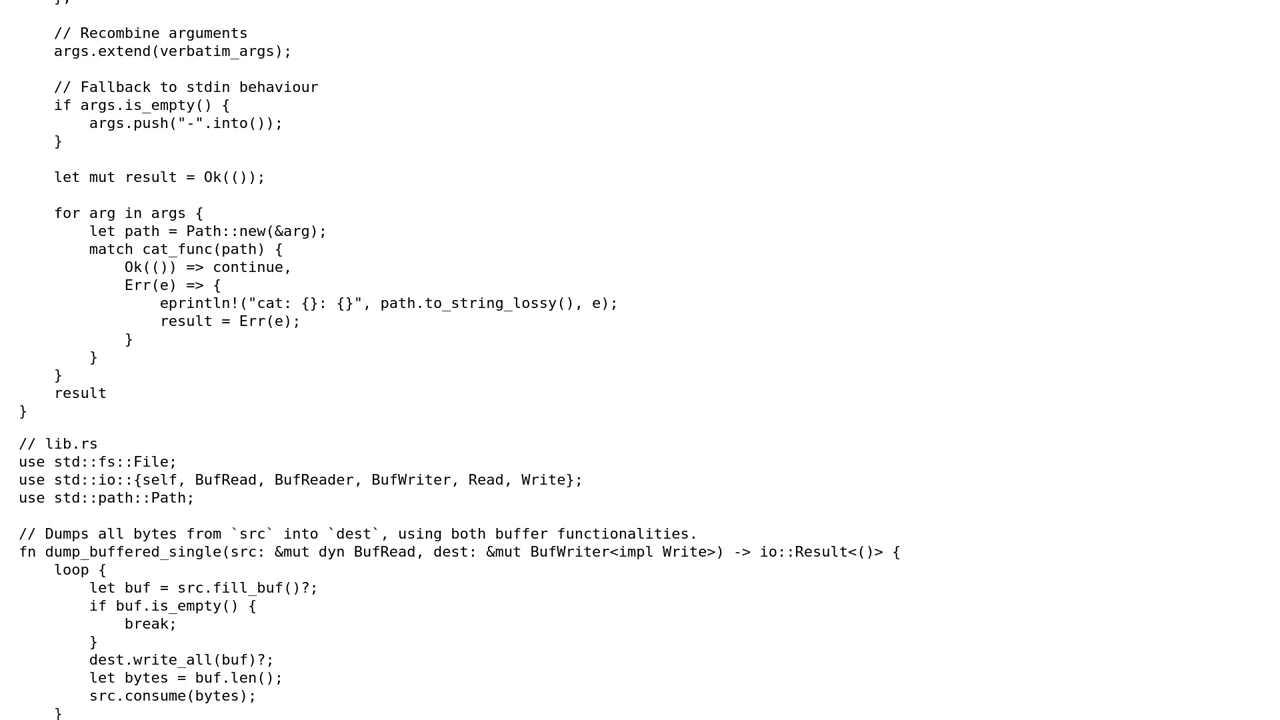 };
// Recombine arguments
args.extend(verbatim_args);
// Fallback to stdin behaviour
if args.is_empty() {
args.push("-".into());
}
let mut result = Ok(());
for arg in args {
let path = Path::new(&arg);
match cat_func(path) {
Ok(()) => continue,
Err(e) => {
eprintln!("cat: {}: {}", path.to_string_lossy(), e);
result = Err(e);
}
}
}
result
}
// lib.rs
use std::fs::File;
use std::io::{self, BufRead, BufReader, BufWriter, Read, Write};
use std::path::Path;
// Dumps all bytes from `src` into `dest`, using both buffer functionalities.
fn dump_buffered_single(src: &mut dyn BufRead, dest: &mut BufWriter<impl Write>) -> io::Result<()> {
loop {
let buf = src.fill_buf()?;
if buf.is_empty() {
break;
}
dest.write_all(buf)?;
let bytes = buf.len();
src.consume(bytes);
}